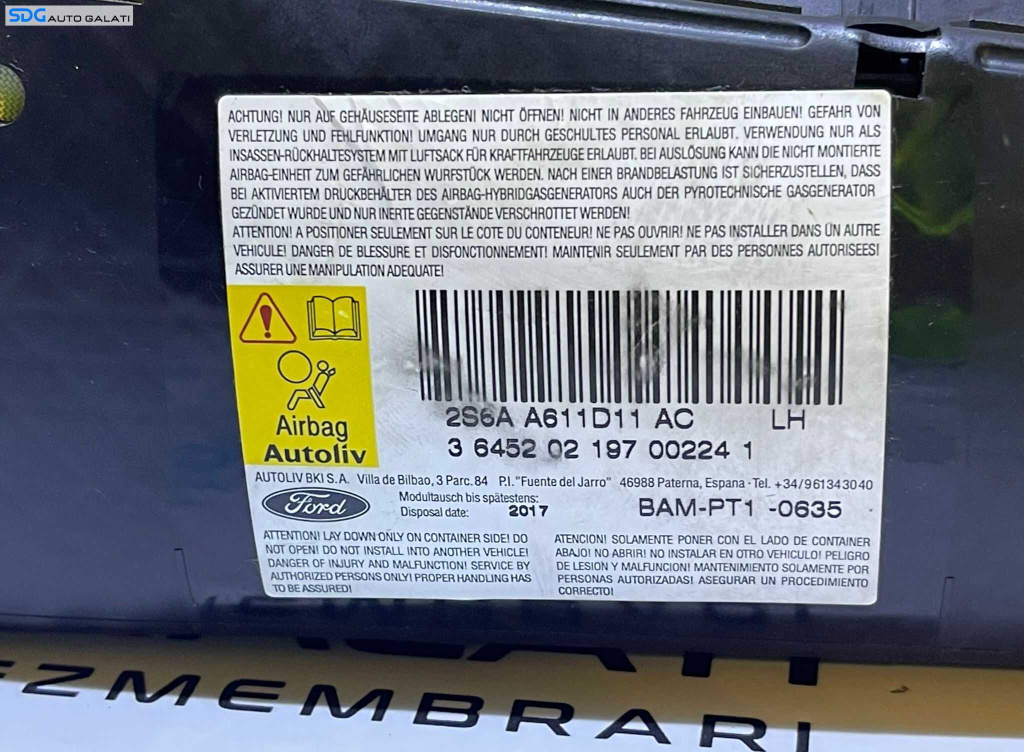 SDG AUTO GALATI
ACHTUNG! NUR AUF GEHÄUSESEITE ABLEGEN! NICHT ÖFFNEN! NICHT IN ANDERES FAHRZEUG EINBAUEN! GEFAHR VON
VERLETZUNG UND FEHLFUNKTION! UMGANG NUR DURCH GESCHULTES PERSONAL ERLAUBT. VERWENDUNG NUR ALS
INSASSEN-RÜCKHALTESYSTEM MIT LUFTSACK FÜR KRAFTFAHRZEUGE ERLAUBT. BEI AUSLÖSUNG KANN DIE NICHT MONTIERTE
AIRBAG-EINHEIT ZUM GEFÄHRLICHEN WURFSTÜCK WERDEN. NACH EINER BRANDBELASTUNG IST SICHERZUSTELLEN, DASS
BEI AKTIVIERTEM DRUCKBEHÄLTER DES AIRBAG-HYBRIDGASGENERATORS AUCH DER PYROTECHNISCHE GASGENERATOR
GEZÜNDET WURDE UND NUR INERTE GEGENSTÄNDE VERSCHROTTET WERDEN!
ATTENTION! A POSITIONER SEULEMENT SUR LE COTE DU CONTENEUR! NE PAS OUVRIR! NE PAS INSTALLER DANS ÜN AUTRE
VEHICULE! DANGER DE BLESSURE ET DISFONCTIONNEMENT! MAINTENIR SEULEMENT PAR DES PERSONNES AUTORISEES!
ASSURER UNE MANIPULATION ADEQUATE!
2S6A A611D11 AC LH
3 6452 02 197 00224 1
Airbag
Autoliv
AUTOLIV BKI S.A. Villa de Bilbao, 3 Parc. 84 P.I. "Fuente del Jarro" 46988 Paterna, Espana - Tel. +34/961343040
Ford
Modultausch bis spätestens:
Disposal date: 2017
BAM-PT1 -0635
ATTENTION! LAY DOWN ONLY ON CONTAINER SIDE! DO
NOT OPEN! DO NOT INSTALL INTO ANOTHER VEHICLE!
DANGER OF INJURY AND MALFUNCTION! SERVICE BY
AUTHORIZED PERSONS ONLY! PROPER HANDLING HAS
TO BE ASSURED!
ATENCION! SOLAMENTE PONER CON EL LADO DE CONTAINER
ABAJO! NO ABRIR! NO INSTALAR EN OTRO VEHICULO! PELIGRO
DE LESION Y MALFUNCION! MANTENIMIENTO SOLAMENTE POR
PERSONAS AUTORIZADAS! ASEGURAR UN PROCEDIMIENTO
CORRECTO!
EZMEMBRARI